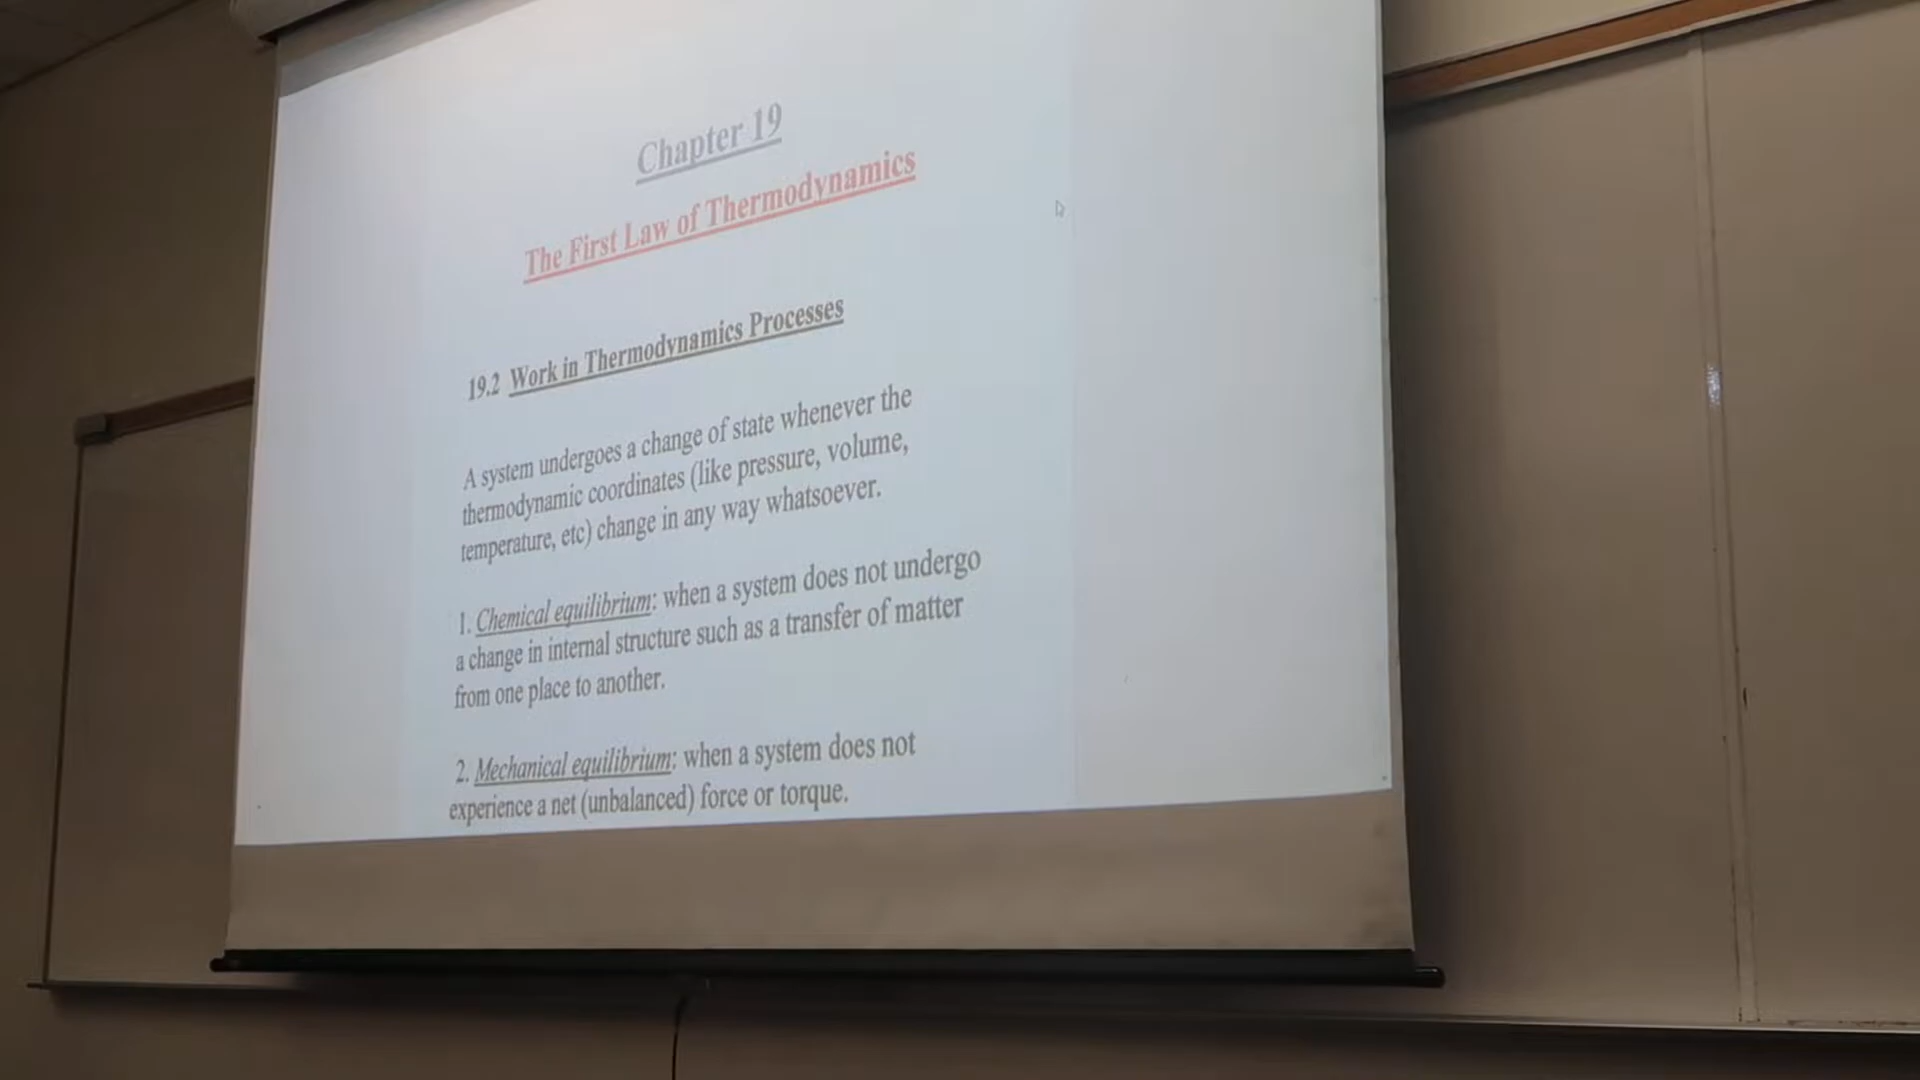 Chapter 19
The First Law of Thermodynamics
19.2 Work in Thermodynamics Processes
A system undergoes a change of state whenever the
thermodynamic coordinates (like pressure, volume,
temperature, etc) change in any way whatsoever.
1. Chemical equilibrium: when a system does not undergo
a change in internal structure such as a transfer of matter
from one place to another.
2. Mechanical equilibrium: when a system does not
experience a net (unbalanced) force or torque.